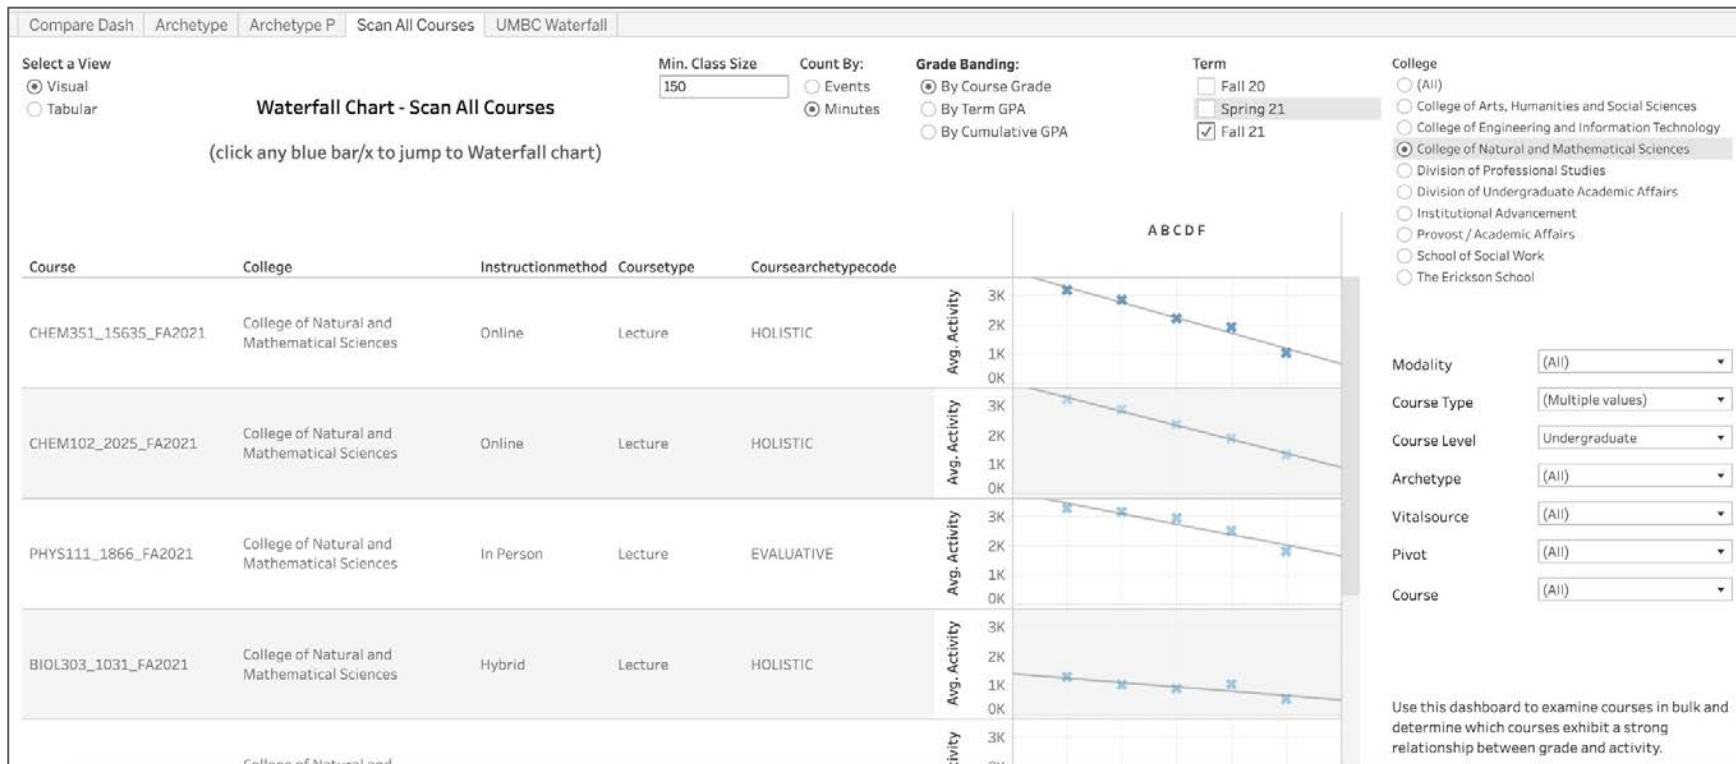 Compare Dash Archetype Archetype P Scan All Courses UMBC Waterfall
Select a View
Visual
Tabular
Waterfall Chart - Scan All Courses
(click any blue bar/x to jump to Waterfall chart)
Min. Class Size
150
Count By:
Events
Minutes
Grade Banding:
By Course Grade
By Term GPA
By Cumulative GPA
Term
Fall 20
Spring 21
Fall 21
College
(All)
College of Arts, Humanities and Social Sciences
College of Engineering and Information Technology
College of Natural and Mathematical Sciences
Division of Professional Studies
Division of Undergraduate Academic Affairs
Institutional Advancement
Provost / Academic Affairs
School of Social Work
The Erickson School
A B C D F
Course College Instructionmethod Coursetype Coursearchetypecode
CHEM351_15635_FA2021
College of Natural and
Mathematical Sciences
Online
Lecture
HOLISTIC
Avg. Activity
3K
2K
1K
0K
CHEM102_2025_FA2021
College of Natural and
Mathematical Sciences
Online
Lecture
HOLISTIC
Avg. Activity
3K
2K
1K
0K
PHYS111_1866_FA2021
College of Natural and
Mathematical Sciences
In Person
Lecture
EVALUATIVE
Avg. Activity
3K
2K
1K
0K
BIOL303_1031_FA2021
College of Natural and
Mathematical Sciences
Hybrid
Lecture
HOLISTIC
Avg. Activity
3K
2K
1K
0K
College of Natural and
3K
Modality (All)
Course Type (Multiple values)
Course Level Undergraduate
Archetype (All)
Vitalsource (All)
Pivot (All)
Course (All)
Use this dashboard to examine courses in bulk and
determine which courses exhibit a strong
relationship between grade and activity.